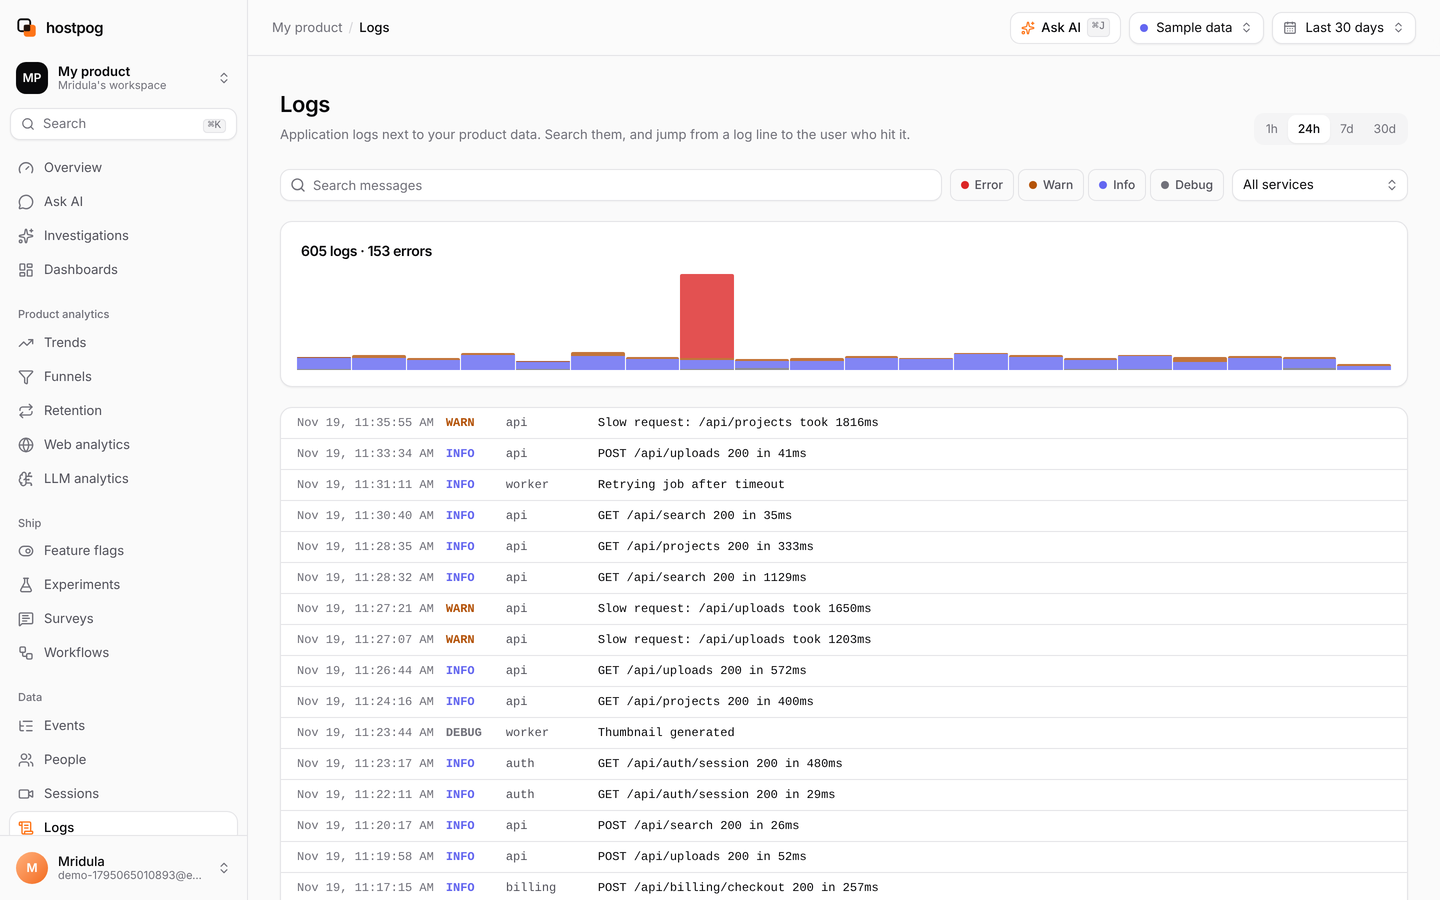 hostpog
MP
My product
Mridula's workspace
Search ⌘K
Overview
Ask AI
Investigations
Dashboards
Product analytics
Trends
Funnels
Retention
Web analytics
LLM analytics
Ship
Feature flags
Experiments
Surveys
Workflows
Data
Events
People
Sessions
Logs
M
Mridula
demo-1795065010893@e...
My product / Logs
Ask AI ⌘J
Sample data
Last 30 days
Logs
Application logs next to your product data. Search them, and jump from a log line to the user who hit it.
1h 24h 7d 30d
Search messages
Error Warn Info Debug
All services
605 logs · 153 errors
Nov 19, 11:35:55 AM WARN api Slow request: /api/projects took 1816ms
Nov 19, 11:33:34 AM INFO api POST /api/uploads 200 in 41ms
Nov 19, 11:31:11 AM INFO worker Retrying job after timeout
Nov 19, 11:30:40 AM INFO api GET /api/search 200 in 35ms
Nov 19, 11:28:35 AM INFO api GET /api/projects 200 in 333ms
Nov 19, 11:28:32 AM INFO api GET /api/search 200 in 1129ms
Nov 19, 11:27:21 AM WARN api Slow request: /api/uploads took 1650ms
Nov 19, 11:27:07 AM WARN api Slow request: /api/uploads took 1203ms
Nov 19, 11:26:44 AM INFO api GET /api/uploads 200 in 572ms
Nov 19, 11:24:16 AM INFO api GET /api/projects 200 in 400ms
Nov 19, 11:23:44 AM DEBUG worker Thumbnail generated
Nov 19, 11:23:17 AM INFO auth GET /api/auth/session 200 in 480ms
Nov 19, 11:22:11 AM INFO auth GET /api/auth/session 200 in 29ms
Nov 19, 11:20:17 AM INFO api POST /api/search 200 in 26ms
Nov 19, 11:19:58 AM INFO api POST /api/uploads 200 in 52ms
Nov 19, 11:17:15 AM INFO billing POST /api/billing/checkout 200 in 257ms